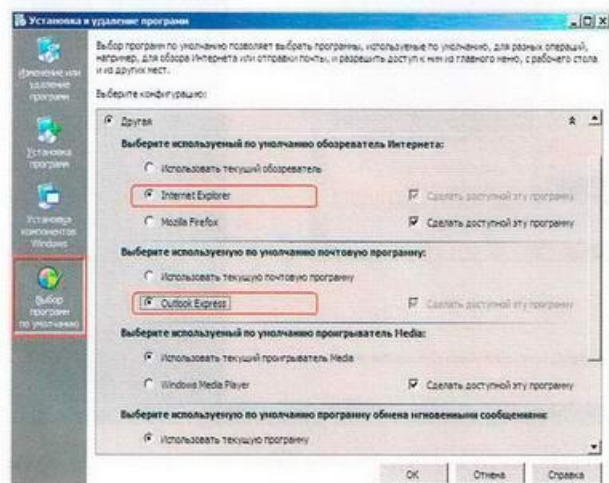 Установка и удаление программ
Изменение или
удаление
программ
Установка
программ
Установка
компонентов
Windows
Выбор
программ
по умолчанию
Выбор программ по умолчанию позволяет выбрать программы, используемые по умолчанию, для разных операций,
например, для обзора Интернета или отправки почты, и разрешить доступ к ним из главного меню, с рабочего стола
и из других мест.
Выберите конфигурацию:
Другая
Выберите используемый по умолчанию обозреватель Интернета:
Использовать текущий обозреватель
Internet Explorer
Сделать доступной эту программу
Mozilla Firefox
Сделать доступной эту программу
Выберите используемую по умолчанию почтовую программу:
Использовать текущую почтовую программу
Outlook Express
Сделать доступной эту программу
Выберите используемый по умолчанию проигрыватель Media:
Использовать текущий проигрыватель Media
Windows Media Player
Сделать доступной эту программу
Выберите используемую по умолчанию программу обмена мгновенными сообщениями:
Использовать текущую программу
OK
Отмена
Справка